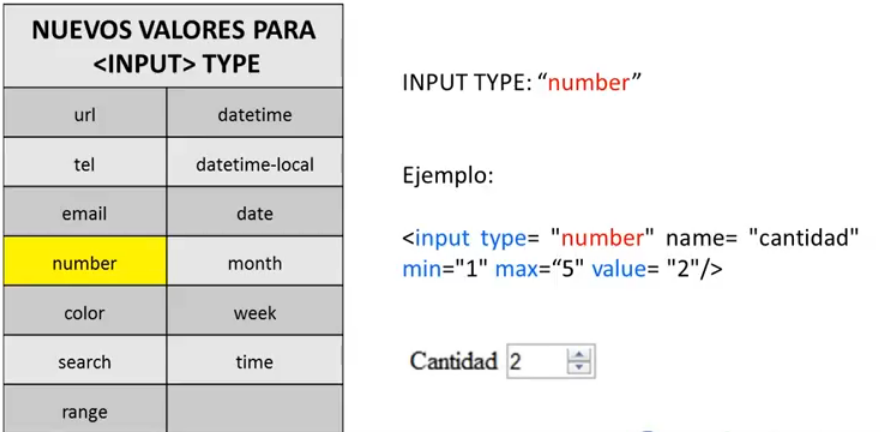 NUEVOS VALORES PARA
<INPUT> TYPE
url datetime
tel datetime-local
email date
number month
color week
search time
range
INPUT TYPE: “number”
Ejemplo:
<input type= "number" name= "cantidad"
min="1" max=“5" value= "2"/>
Cantidad 2